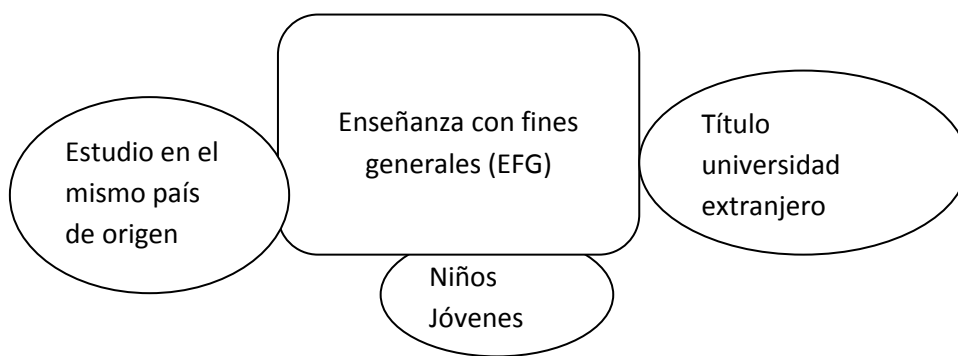 Enseñanza con fines
generales (EFG)
Estudio en el
mismo país
de origen
Título
universidad
extranjero
Niños
Jóvenes